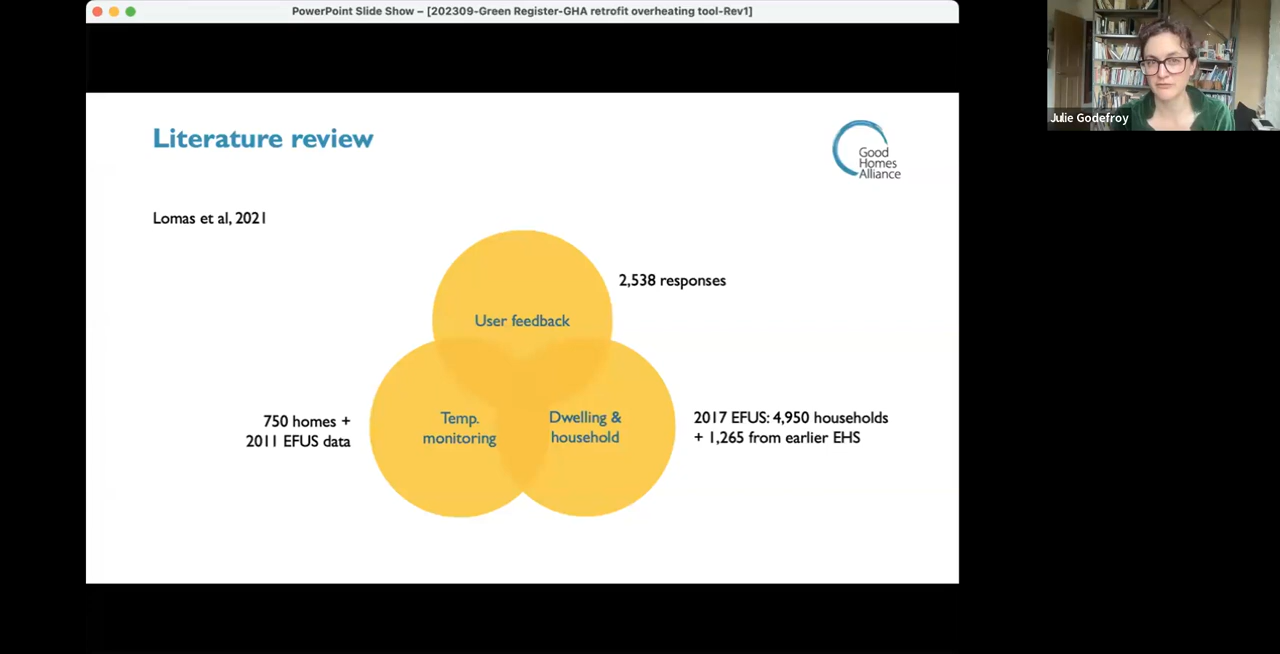 PowerPoint Slide Show – [202309-Green Register-GHA retrofit overheating tool-Rev1]
Julie Godefroy
Literature review
Good
Homes
Alliance
Lomas et al, 2021
2,538 responses
User feedback
750 homes +
2011 EFUS data
Temp.
monitoring
Dwelling &
household
2017 EFUS: 4,950 households
+ 1,265 from earlier EHS